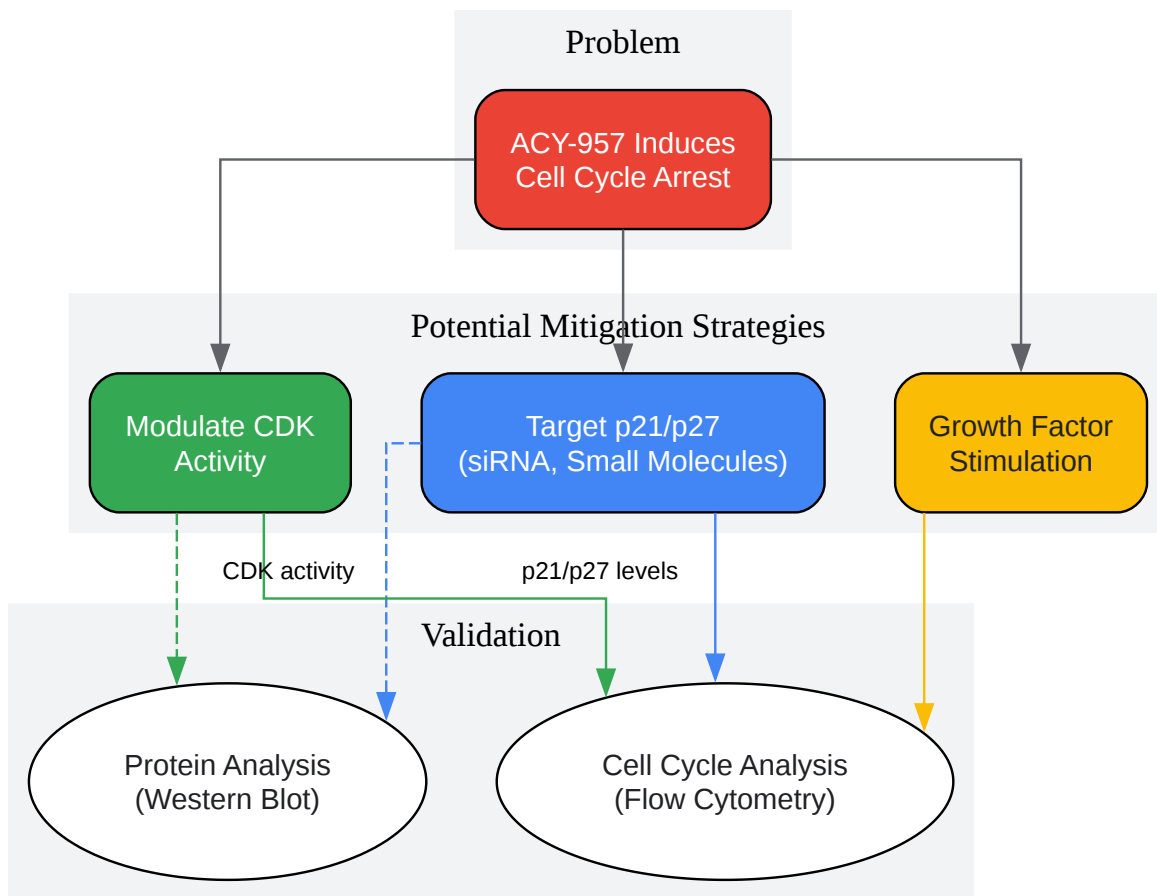 Problem
ACY-957 Induces
Cell Cycle Arrest
Potential Mitigation Strategies
Modulate CDK
Activity
Target p21/p27
(siRNA, Small Molecules)
Growth Factor
Stimulation
CDK activity
p21/p27 levels
Validation
Protein Analysis
(Western Blot)
Cell Cycle Analysis
(Flow Cytometry)